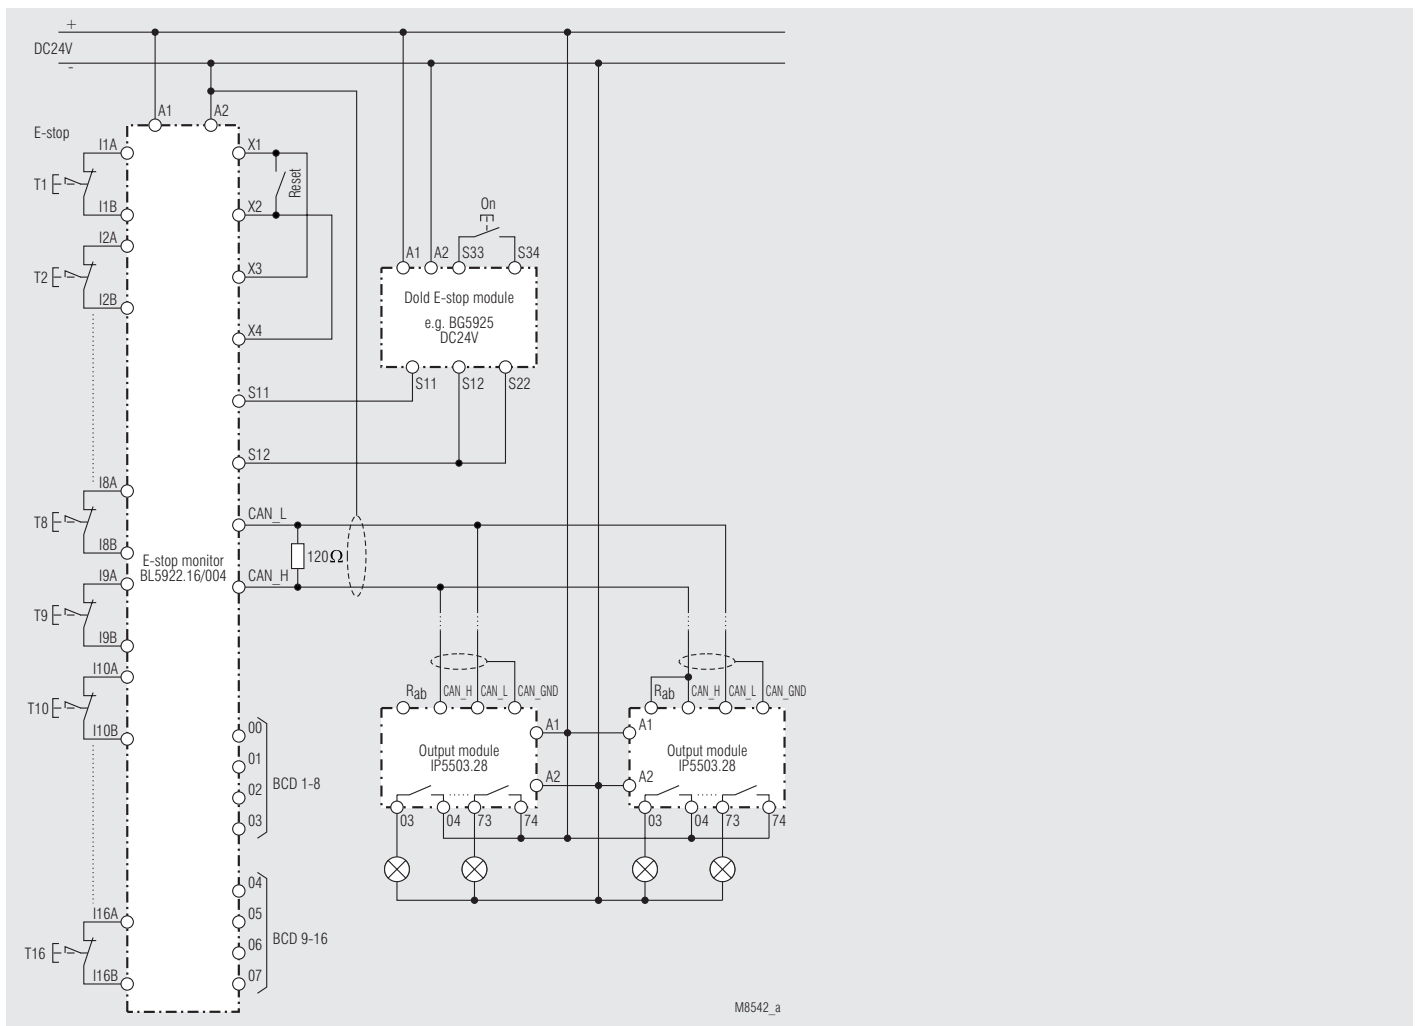 +
DC24V
-
A1
A2
E-stop
I1A
T1
I1B
I2A
T2
I2B
I8A
T8
I8B
I9A
T9
I9B
I10A
T10
I10B
I16A
T16
I16B
E-stop monitor
BL5922.16/004
X1
Reset
X2
X3
X4
S11
S12
CAN_L
120Ω
CAN_H
00
01
02
03
BCD 1-8
04
05
06
07
BCD 9-16
On
A1
A2
S33
S34
Dold E-stop module
e.g. BG5925
DC24V
S11
S12
S22
Rab
CAN_H
CAN_L
CAN_GND
Output module
IP5503.28
A1
A2
03
04
73
74
Rab
CAN_H
CAN_L
CAN_GND
A1
Output module
IP5503.28
A2
03
04
73
74
M8542_a